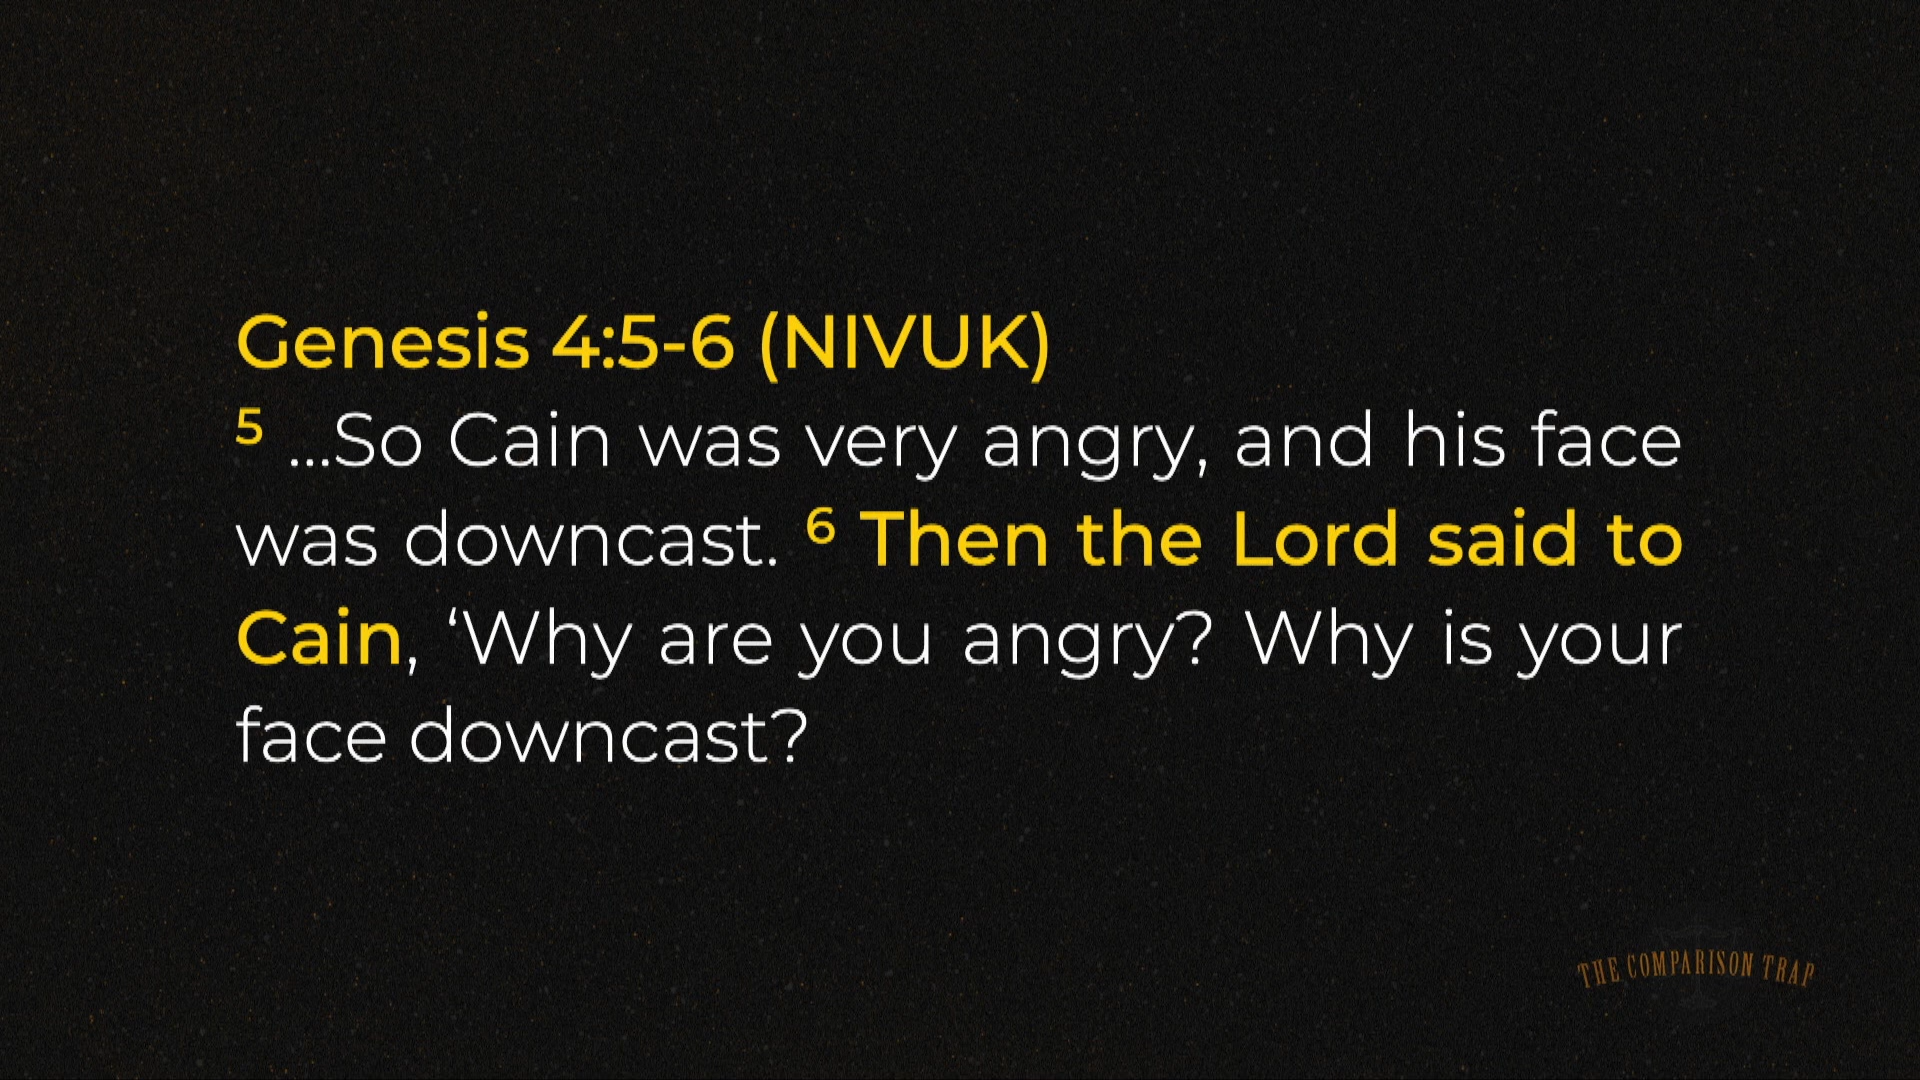 Genesis 4:5-6 (NIVUK)
5 ...So Cain was very angry, and his face
was downcast. 6 Then the Lord said to
Cain, ‘Why are you angry? Why is your
face downcast?
THE COMPARISON TRAP